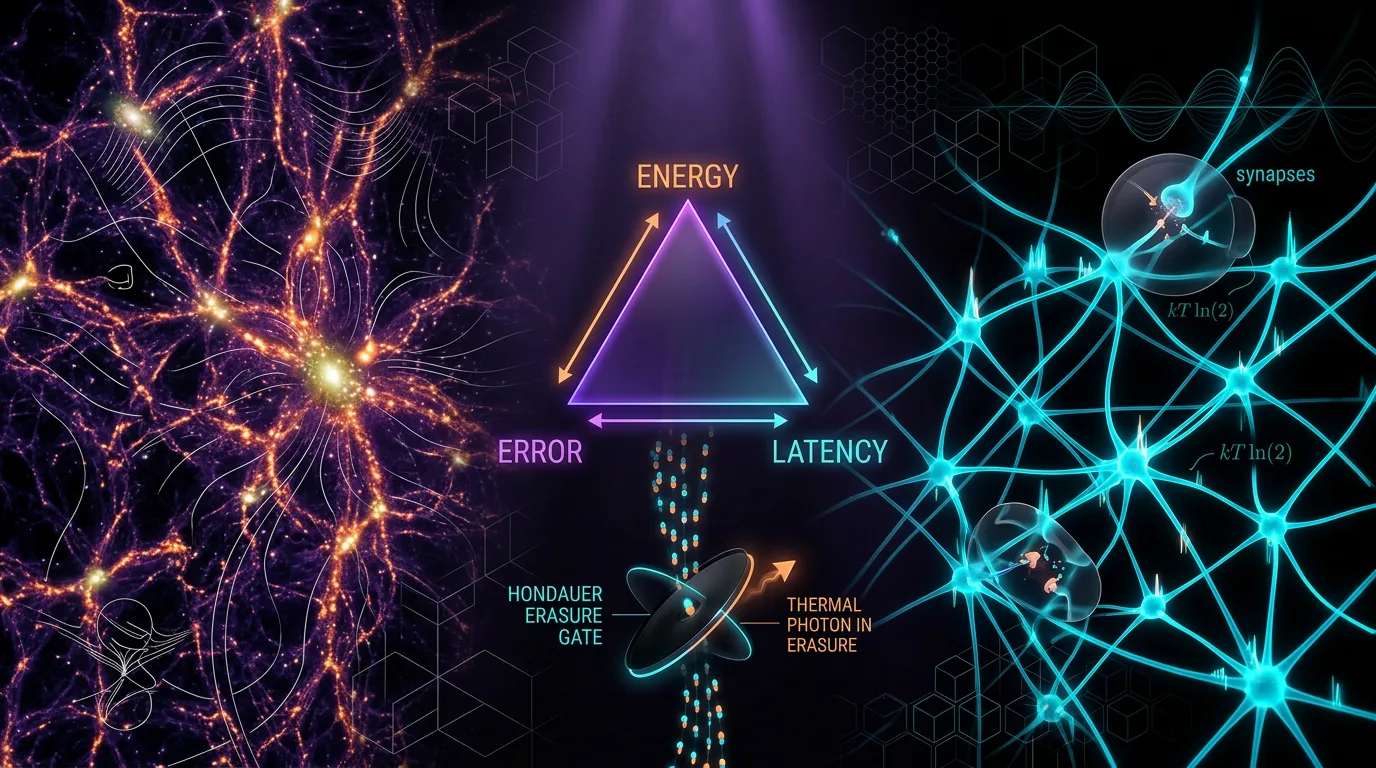 ENERGY
synapses
kT ln(2)
ERROR
LATENCY
kT ln(2)
HONDAUER
ERASURE
GATE
THERMAL
PHOTON IN
ERASURE